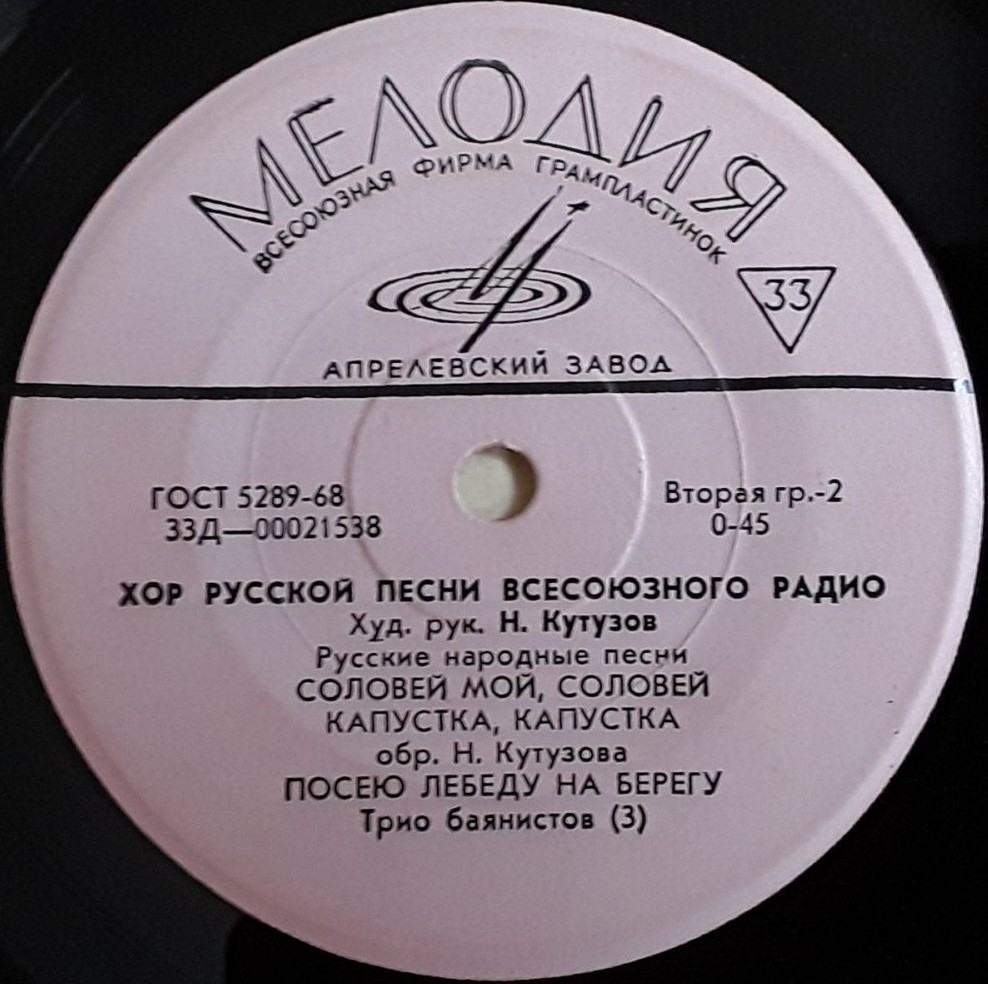 МЕЛОДИЯ
ВСЕСОЮЗНАЯ ФИРМА ГРАМПЛАСТИНОК
33
АПРЕЛЕВСКИЙ ЗАВОД
ГОСТ 5289-68
Вторая гр.-2
33Д—00021538
0-45
ХОР РУССКОЙ ПЕСНИ ВСЕСОЮЗНОГО РАДИО
Худ. рук. Н. Кутузов
Русские народные песни
СОЛОВЕЙ МОЙ, СОЛОВЕЙ
КАПУСТКА, КАПУСТКА
обр. Н. Кутузова
ПОСЕЮ ЛЕБЕДУ НА БЕРЕГУ
Трио баянистов (3)